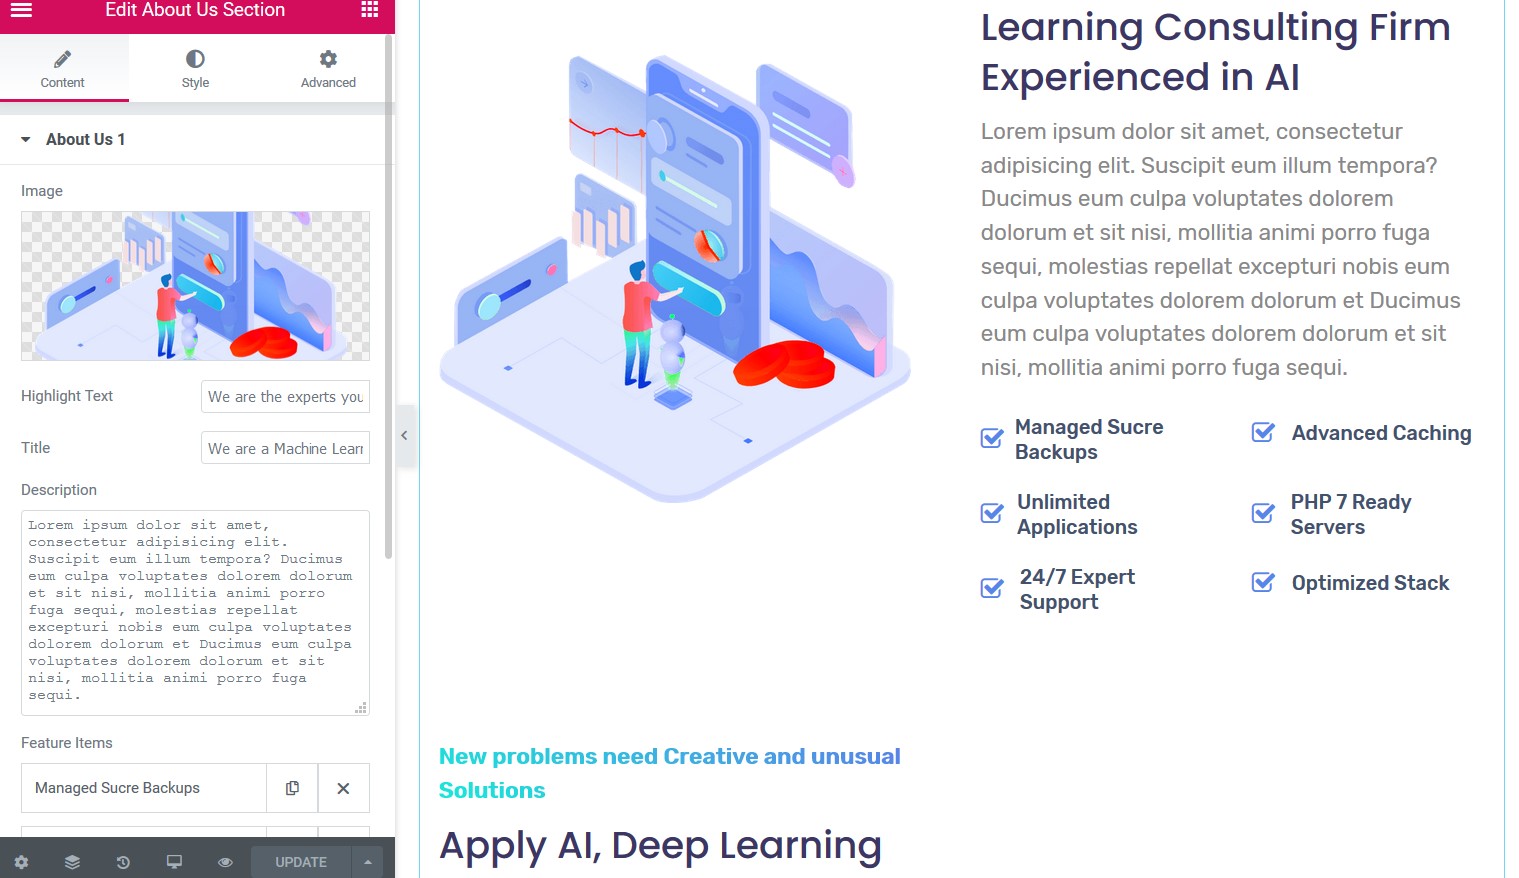 Edit About Us Section
Content
Style
Advanced
About Us 1
Image
Highlight Text
We are the experts you
Title
We are a Machine Lear
Description
Lorem ipsum dolor sit amet,
consectetur adipisicing elit.
Suscipit eum illum tempora? Ducimus
eum culpa voluptates dolorem dolorum
et sit nisi, mollitia animi porro
fuga sequi, molestias repellat
excepturi nobis eum culpa voluptates
dolorem dolorum et Ducimus eum culpa
voluptates dolorem dolorum et sit
nisi, mollitia animi porro fuga
sequi.
Feature Items
Managed Sucre Backups
UPDATE
Learning Consulting Firm
Experienced in AI
Lorem ipsum dolor sit amet, consectetur
adipisicing elit. Suscipit eum illum tempora?
Ducimus eum culpa voluptates dolorem
dolorum et sit nisi, mollitia animi porro fuga
sequi, molestias repellat excepturi nobis eum
culpa voluptates dolorem dolorum et Ducimus
eum culpa voluptates dolorem dolorum et sit
nisi, mollitia animi porro fuga sequi.
Managed Sucre
Backups
Advanced Caching
Unlimited
Applications
PHP 7 Ready
Servers
24/7 Expert
Support
Optimized Stack
New problems need Creative and unusual
Solutions
Apply AI, Deep Learning